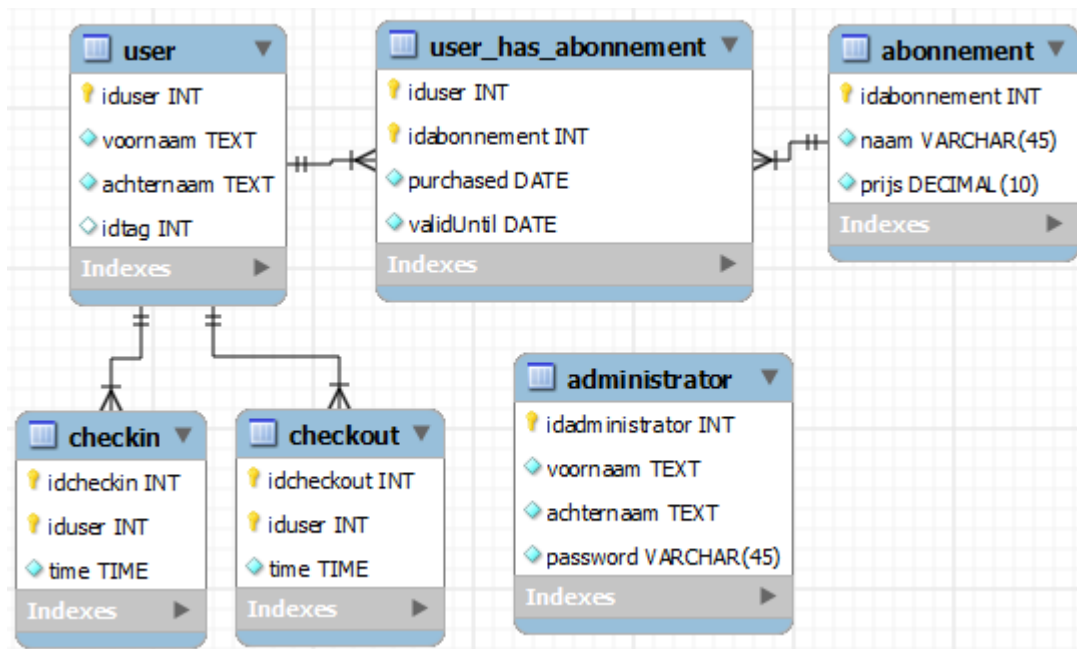 user
iduser INT
voornaam TEXT
achternaam TEXT
idtag INT
Indexes
user_has_abonnement
iduser INT
idabonnement INT
purchased DATE
validUntil DATE
Indexes
abonnement
idabonnement INT
naam VARCHAR(45)
prijs DECIMAL(10)
Indexes
checkin
idcheckin INT
iduser INT
time TIME
Indexes
checkout
idcheckout INT
iduser INT
time TIME
Indexes
administrator
idadministrator INT
voornaam TEXT
achternaam TEXT
password VARCHAR(45)
Indexes